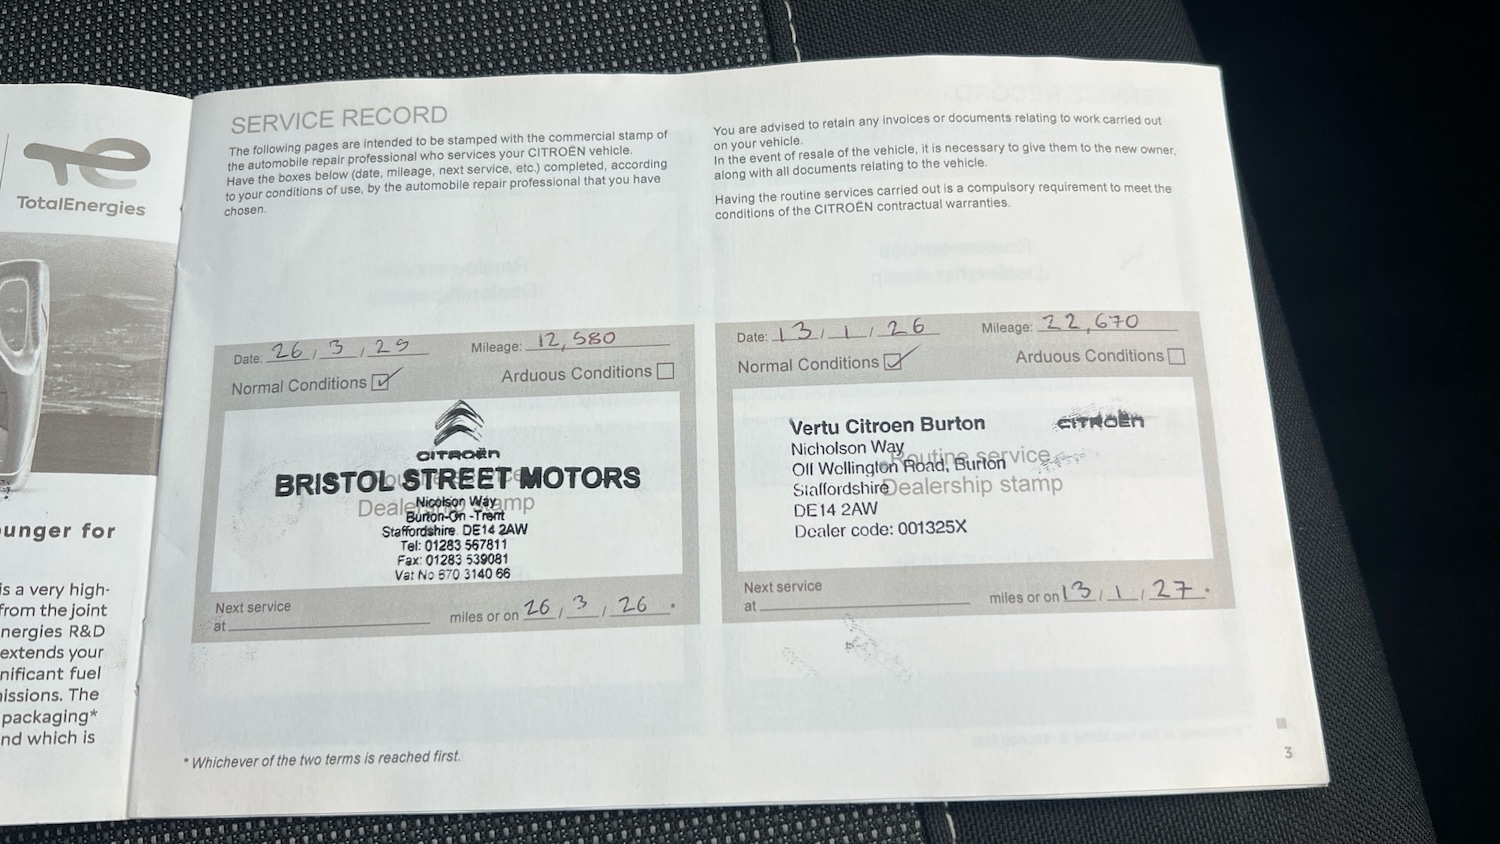 TotalEnergies
unger for
is a very high-
from the joint
nergies R&D
extends your
nificant fuel
issions. The
packaging*
nd which is
SERVICE RECORD
The following pages are intended to be stamped with the commercial stamp of
the automobile repair professional who services your CITROËN vehicle.
Have the boxes below (date, mileage, next service, etc.) completed, according
to your conditions of use, by the automobile repair professional that you have
chosen.
Date: 26 / 3 / 25 Mileage: 12,580
Normal Conditions Arduous Conditions
CITROËN
BRISTOL STREET MOTORS
Dealership stamp
Nicolson Way
Burton-On-Trent
Staffordshire. DE14 2AW
Tel: 01283 567811
Fax: 01283 539081
Vat No 670 3140 66
Next service
at miles or on 26 / 3 / 26 *
* Whichever of the two terms is reached first.
You are advised to retain any invoices or documents relating to work carried out
on your vehicle.
In the event of resale of the vehicle, it is necessary to give them to the new owner,
along with all documents relating to the vehicle.
Having the routine services carried out is a compulsory requirement to meet the
conditions of the CITROËN contractual warranties.
Date: 13 / 1 / 26 Mileage: 22,670
Normal Conditions Arduous Conditions
Vertu Citroen Burton CITROËN
Nicholson Way
Routine service
Off Wellington Road, Burton
Staffordshire
Dealership stamp
DE14 2AW
Dealer code: 001325X
Next service
at miles or on 13 / 1 / 27 *
3